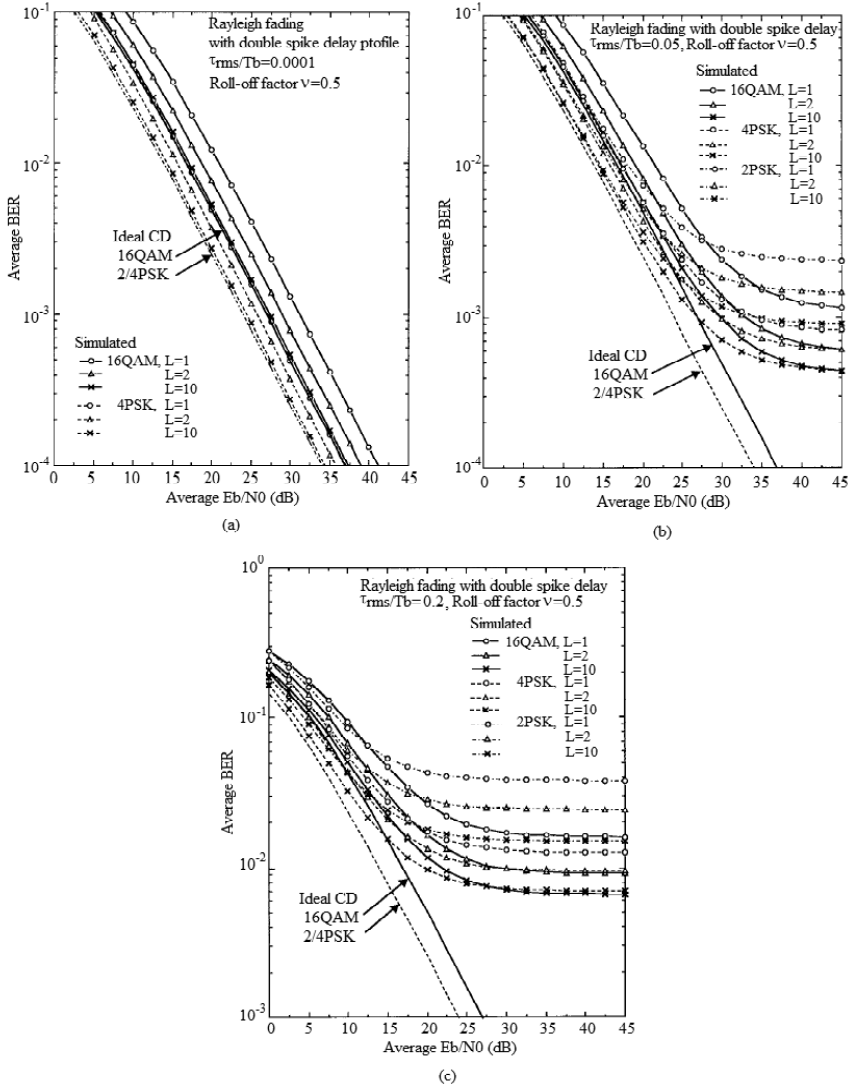 Rayleigh fading
with double spike delay ptofile
τrms/Tb=0.0001
Roll-off factor ν=0.5
10⁻¹
10⁻²
10⁻³
10⁻⁴
Average BER
Ideal CD
16QAM
2/4PSK
Simulated
16QAM, L=1
L=2
L=10
4PSK, L=1
L=2
L=10
0 5 10 15 20 25 30 35 40 45
Average Eb/N0 (dB)
(a)
Rayleigh fading with double spike delay
τrms/Tb=0.05, Roll-off factor ν=0.5
Simulated
16QAM, L=1
L=2
L=10
4PSK, L=1
L=2
L=10
2PSK, L=1
L=2
L=10
10⁻¹
10⁻²
10⁻³
10⁻⁴
Average BER
Ideal CD
16QAM
2/4PSK
0 5 10 15 20 25 30 35 40 45
Average Eb/N0 (dB)
(b)
Rayleigh fading with double spike delay
τrms/Tb=0.2, Roll-off factor ν=0.5
Simulated
16QAM, L=1
L=2
L=10
4PSK, L=1
L=2
L=10
2PSK, L=1
L=2
L=10
10⁰
10⁻¹
10⁻²
10⁻³
Average BER
Ideal CD
16QAM
2/4PSK
0 5 10 15 20 25 30 35 40 45
Average Eb/N0 (dB)
(c)